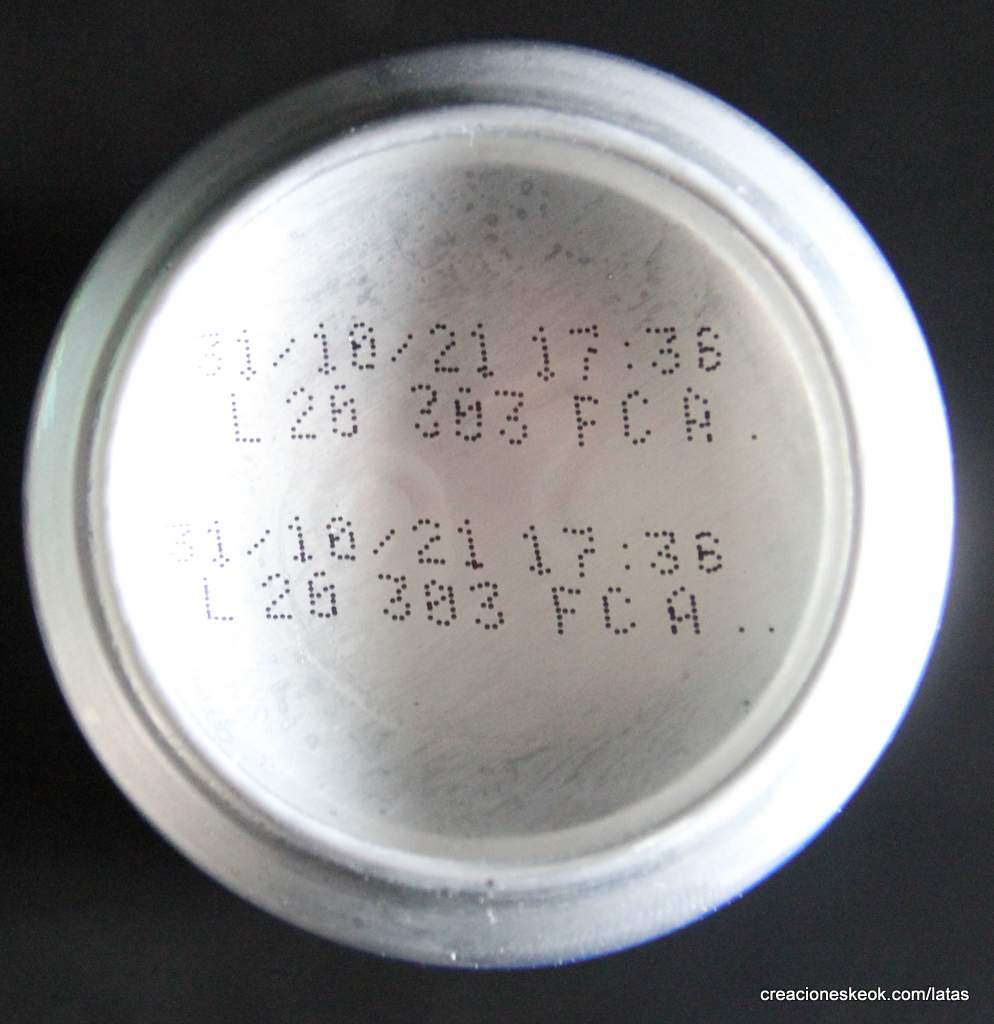 31/10/21 17:36
L 20 303 FCA .
31/10/21 17:36
L 20 303 FCA ..
creacioneskeok.com/latas